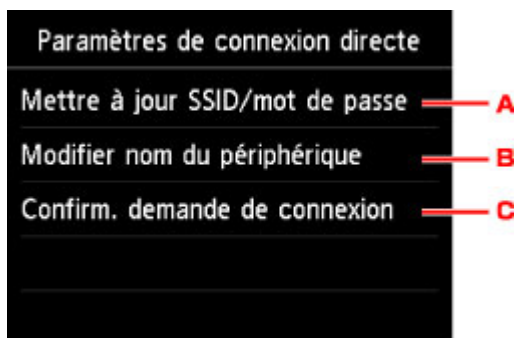 Paramètres de connexion directe
Mettre à jour SSID/mot de passe A
Modifier nom du périphérique B
Confirm. demande de connexion C